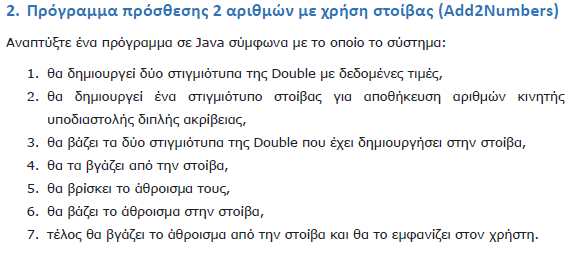 2. Πρόγραμμα πρόσθεσης 2 αριθμών με χρήση στοίβας (Add2Numbers)
Αναπτύξτε ένα πρόγραμμα σε Java σύμφωνα με το οποίο το σύστημα:
1. θα δημιουργεί δύο στιγμιότυπα της Double με δεδομένες τιμές,
2. θα δημιουργεί ένα στιγμιότυπο στοίβας για αποθήκευση αριθμών κινητής
υποδιαστολής διπλής ακρίβειας,
3. θα βάζει τα δύο στιγμιότυπα της Double που έχει δημιουργήσει στην στοίβα,
4. θα τα βγάζει από την στοίβα,
5. θα βρίσκει το άθροισμα τους,
6. θα βάζει το άθροισμα στην στοίβα,
7. τέλος θα βγάζει το άθροισμα από την στοίβα και θα το εμφανίζει στον χρήστη.